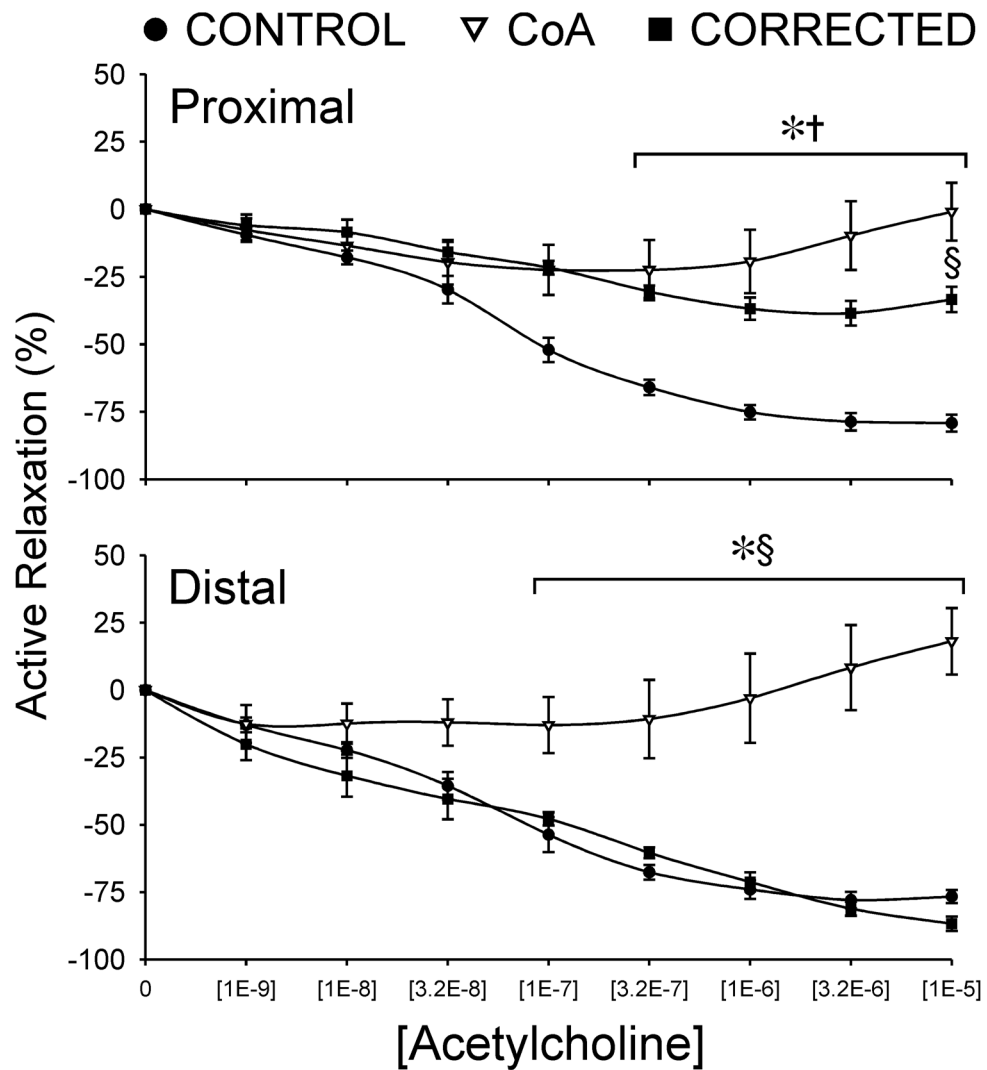 ● CONTROL ▽ CoA ■ CORRECTED
Proximal
*†
§
50
25
0
-25
-50
-75
-100
Active Relaxation (%)
Distal
*§
50
25
0
-25
-50
-75
-100
0 [1E-9] [1E-8] [3.2E-8] [1E-7] [3.2E-7] [1E-6] [3.2E-6] [1E-5]
[Acetylcholine]